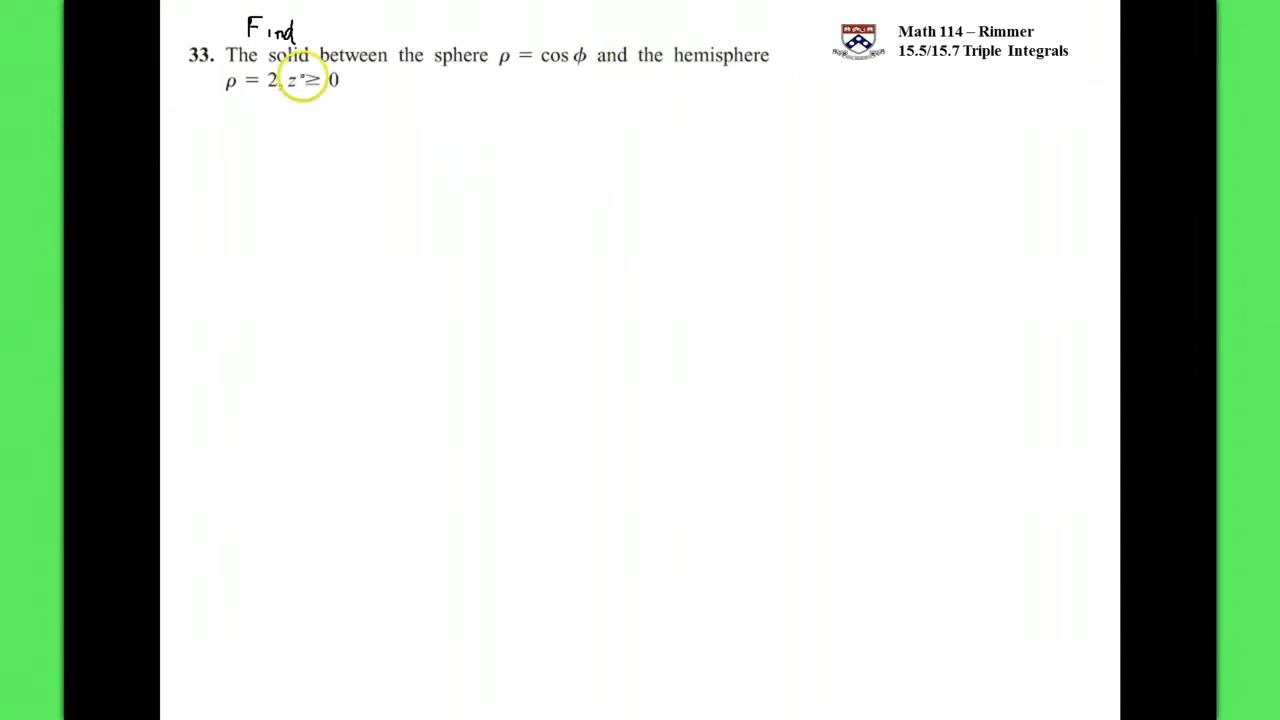 Find
33. The solid between the sphere ρ = cos ϕ and the hemisphere
ρ = 2, z ≥ 0
Math 114 – Rimmer
15.5/15.7 Triple Integrals